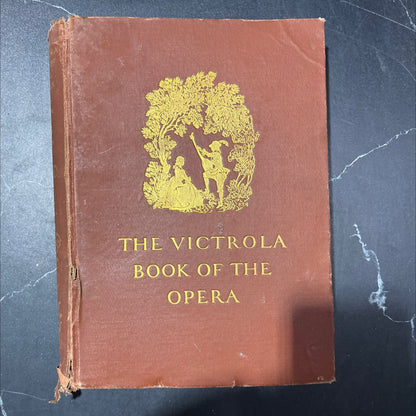 THE VICTROLA
BOOK OF THE
OPERA